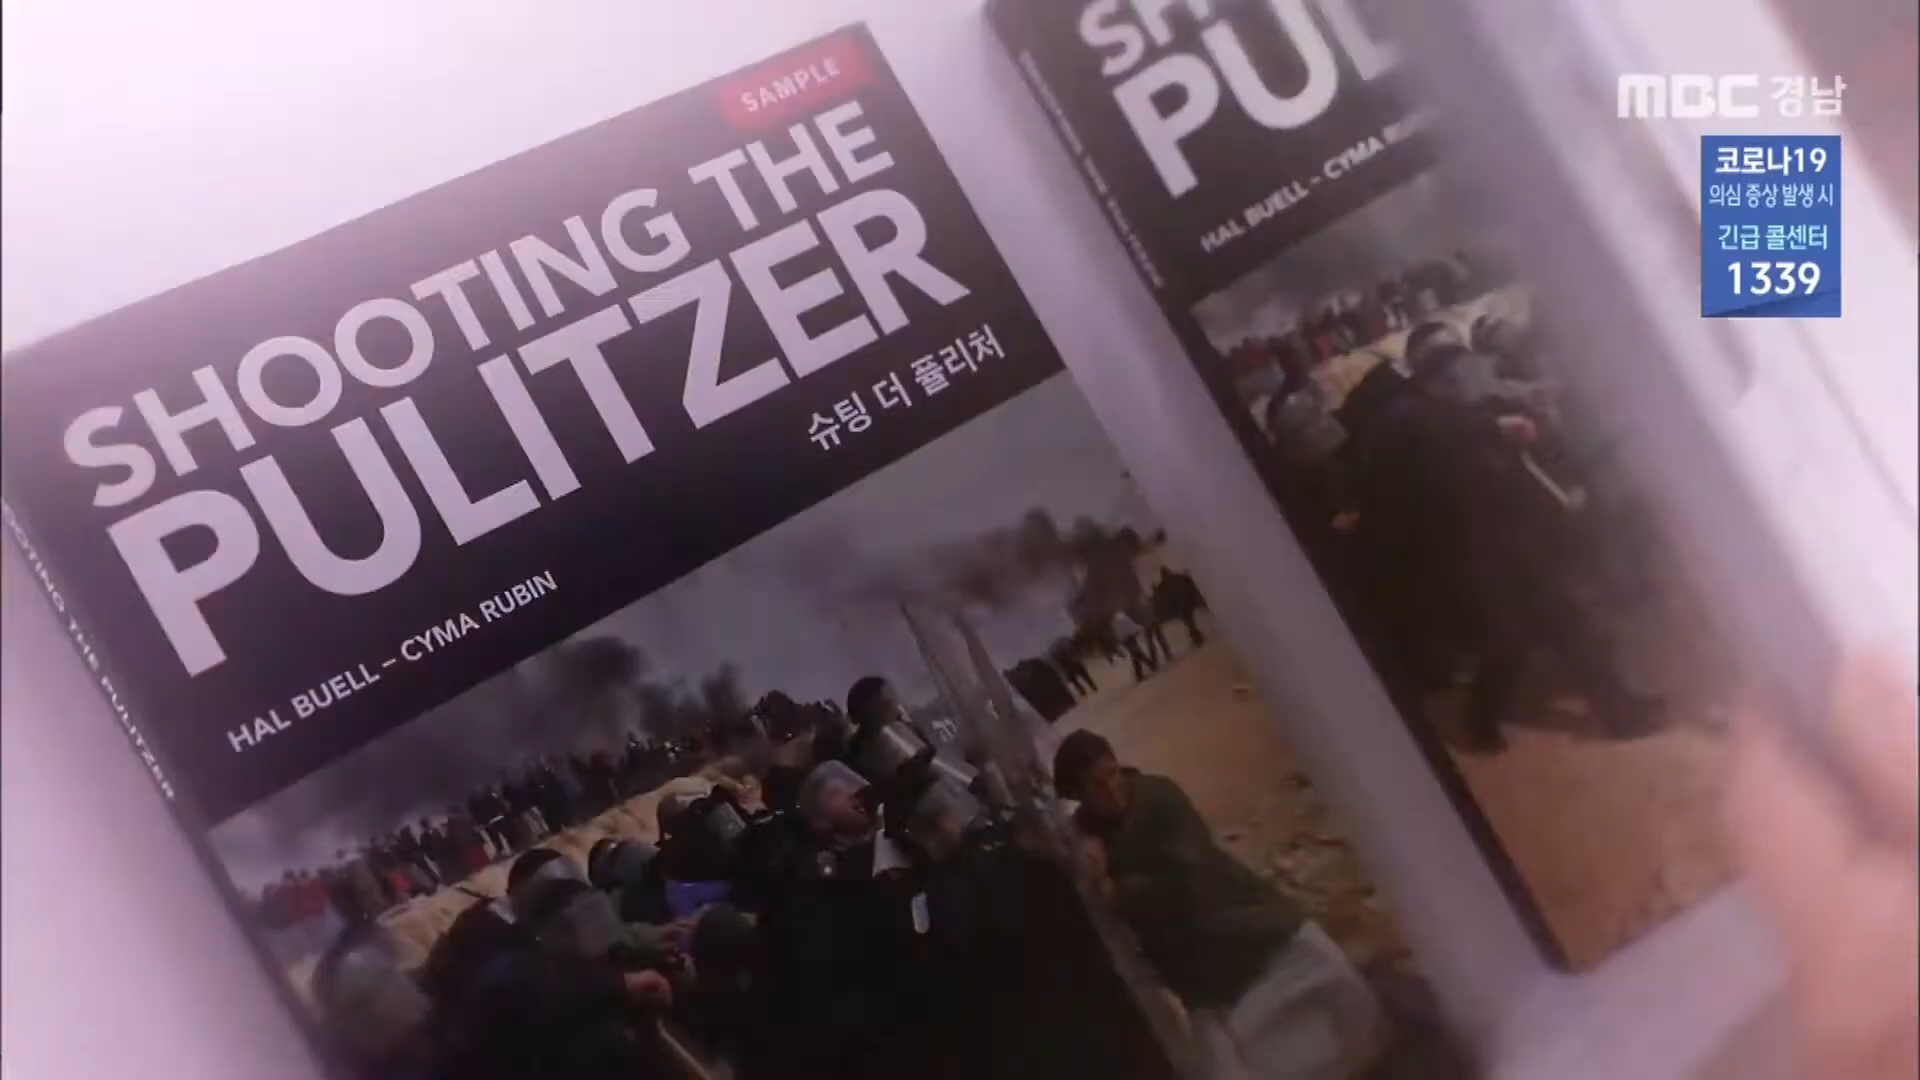 SAMPLE
SHOOTING THE
PULITZER
슈팅 더 퓰리처
HAL BUELL – CYMA RUBIN
SHOOTING THE PULITZER
PUL
HAL BUELL – CYMA
MBC 경남
코로나19
의심 증상 발생 시
긴급 콜센터
1339